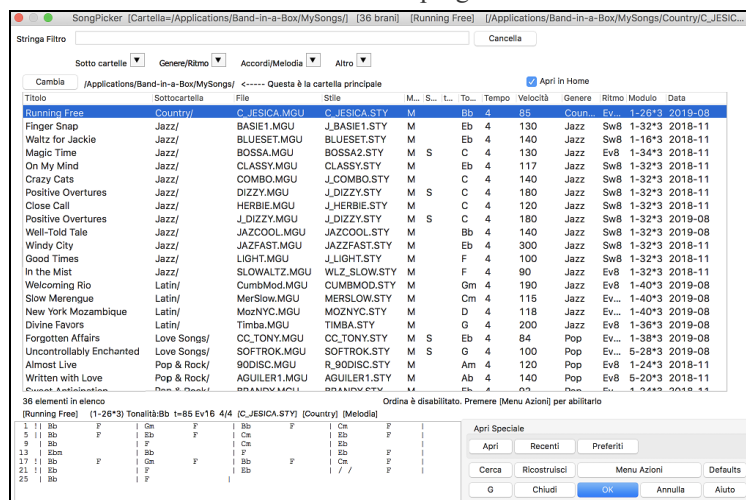 SongPicker [Cartella=/Applications/Band-in-a-Box/MySongs/] [36 brani] [Running Free] [/Applications/Band-in-a-Box/MySongs/Country/C_JESIC...
Stringa Filtro Cancella
Sotto cartelle Genere/Ritmo Accordi/Melodia Altro
Cambia /Applications/Band-in-a-Box/MySongs/ <----- Questa è la cartella principale Apri in Home
Titolo Sottocartella File Stile M... S... t... To... Tempo Velocità Genere Ritmo Modulo Data
Running Free Country/ C_JESICA.MGU C_JESICA.STY M Bb 4 85 Coun... Ev... 1-26*3 2019-08
Finger Snap Jazz/ BASIE1.MGU J_BASIE1.STY M Eb 4 130 Jazz Sw8 1-32*3 2018-11
Waltz for Jackie Jazz/ BLUESET.MGU BLUESET.STY M Bb 4 140 Jazz Sw8 1-16*3 2018-11
Magic Time Jazz/ BOSSA.MGU BOSSA2.STY M S C 4 130 Jazz Ev8 1-34*3 2018-11
On My Mind Jazz/ CLASSY.MGU CLASSY.STY M Eb 4 117 Jazz Sw8 1-32*3 2018-11
Crazy Cats Jazz/ COMBO.MGU J_COMBO.STY M C 4 140 Jazz Sw8 1-32*3 2018-11
Positive Overtures Jazz/ DIZZY.MGU J_DIZZY.STY M S C 4 180 Jazz Sw8 1-32*3 2018-11
Close Call Jazz/ HERBIE.MGU J_HERBIE.STY M C 4 120 Jazz Sw8 1-32*3 2018-11
Positive Overtures Jazz/ J_DIZZY.MGU J_DIZZY.STY M S C 4 180 Jazz Sw8 1-32*3 2019-08
Well-Told Tale Jazz/ JAZCOOL.MGU JAZCOOL.STY M Bb 4 140 Jazz Sw8 1-32*3 2019-08
Windy City Jazz/ JAZFAST.MGU JAZZFAST.STY M Eb 4 300 Jazz Sw8 1-32*3 2018-11
Good Times Jazz/ LIGHT.MGU J_LIGHT.STY M F 4 100 Jazz Sw8 1-32*3 2018-11
In the Mist Jazz/ SLOWALTZ.MGU WLZ_SLOW.STY M F 4 90 Jazz Ev8 1-32*3 2018-11
Welcoming Rio Latin/ CumbMod.MGU CUMBMOD.STY M Gm 4 190 Jazz Ev8 1-40*3 2019-08
Slow Merengue Latin/ MerSlow.MGU MERSLOW.STY M Cm 4 115 Jazz Ev... 1-40*3 2019-08
New York Mozambique Latin/ MozNYC.MGU MOZNYC.STY M D 4 118 Jazz Ev... 1-40*3 2019-08
Divine Favors Latin/ Timba.MGU TIMBA.STY M G 4 200 Jazz Ev8 1-36*3 2019-08
Forgotten Affairs Love Songs/ CC_TONY.MGU CC_TONY.STY M S Eb 4 84 Pop Ev... 1-38*3 2019-08
Uncontrollably Enchanted Love Songs/ SOFTROK.MGU SOFTROK.STY M S G 4 100 Pop Ev... 5-28*3 2019-08
Almost Live Pop & Rock/ 90DISC.MGU R_90DISC.STY M Am 4 120 Pop Ev8 1-24*3 2018-11
Written with Love Pop & Rock/ AGUILER1.MGU AGUILER1.STY M Ab 4 140 Pop Ev8 5-20*3 2018-11
36 elementi in elenco Ordina è disabilitato. Premere [Menu Azioni] per abilitarlo
[Running Free] (1-26*3) Tonalità:Bb t=85 Ev16 4/4 (C_JESICA.STY] [Country] [Melodia]
1 !| Bb F | Gm F | Bb F | Cm F |
5 !| Bb F | Eb F | Cm F | Eb F |
9 !| Bb | F | Cm | Eb |
13 | Ebm | Bb | F | Eb F |
17 !| Bb F | Gm F | Bb F | Cm F |
21 !| Eb | F | Eb | / / F |
25 | Bb | F |
Apri Speciale
Apri Recenti Preferiti
Cerca Ricostruisci Menu Azioni Defaults
G Chiudi OK Annulla Aiuto